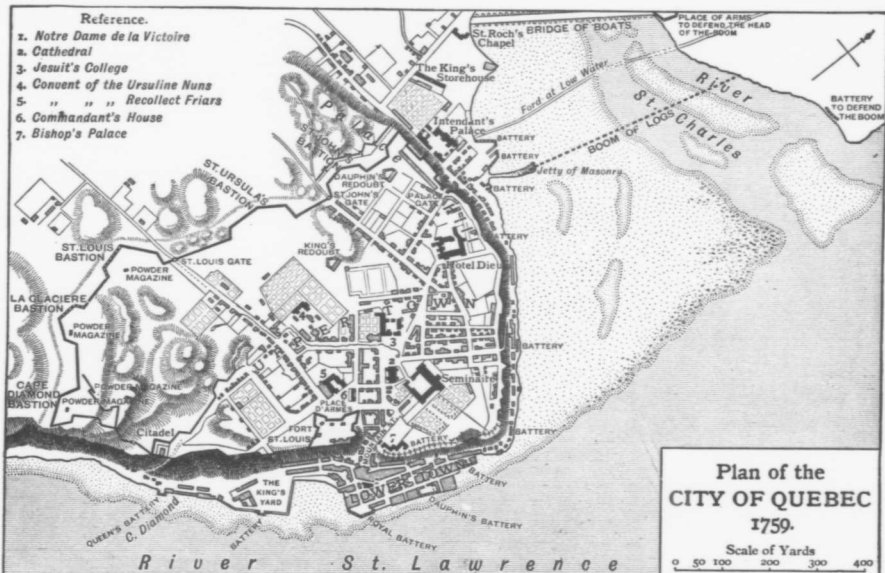 Reference.
1. Notre Dame de la Victoire
2. Cathedral
3. Jesuit's College
4. Convent of the Ursuline Nuns
5. „ „ „ Recollect Friars
6. Commandant's House
7. Bishop's Palace
St. Roch's
Chapel
BRIDGE OF BOATS
PLACE OF ARMS
TO DEFEND THE HEAD
OF THE BOOM
The King's
Storehouse
Ford at Low Water
River
St. Charles
BATTERY
TO DEFEND
THE BOOM
Palace
Intendant's
Palace
BATTERY
BATTERY
BATTERY
BOOM OF LOGS
Jetty of Masonry
ST. JOHN'S
BASTION
ST. URSULA'S
BASTION
DAUPHIN'S
REDOUBT
ST. JOHN'S
GATE
PALACE
GATE
BATTERY
ST. LOUIS
BASTION
ST. LOUIS GATE
KING'S
REDOUBT
Hotel Dieu
POWDER
MAGAZINE
LA GLACIERE
BASTION
POWDER
MAGAZINE
UPPER TOWN
3
BATTERY
Seminaire
5
6
PLACE
D'ARMES
CAPE
DIAMOND
BASTION
POWDER MAGAZINE
POWDER MAGAZINE
BATTERY
Citadel
FORT
ST. LOUIS
BATTERY
BATTERY
LOWER TOWN
THE
KING'S
YARD
QUEEN'S BATTERY
C. Diamond
BATTERY
ROYAL BATTERY
DAUPHIN'S BATTERY
River St. Lawrence
Plan of the
CITY OF QUEBEC
1759.
Scale of Yards
0 50 100 200 300 400